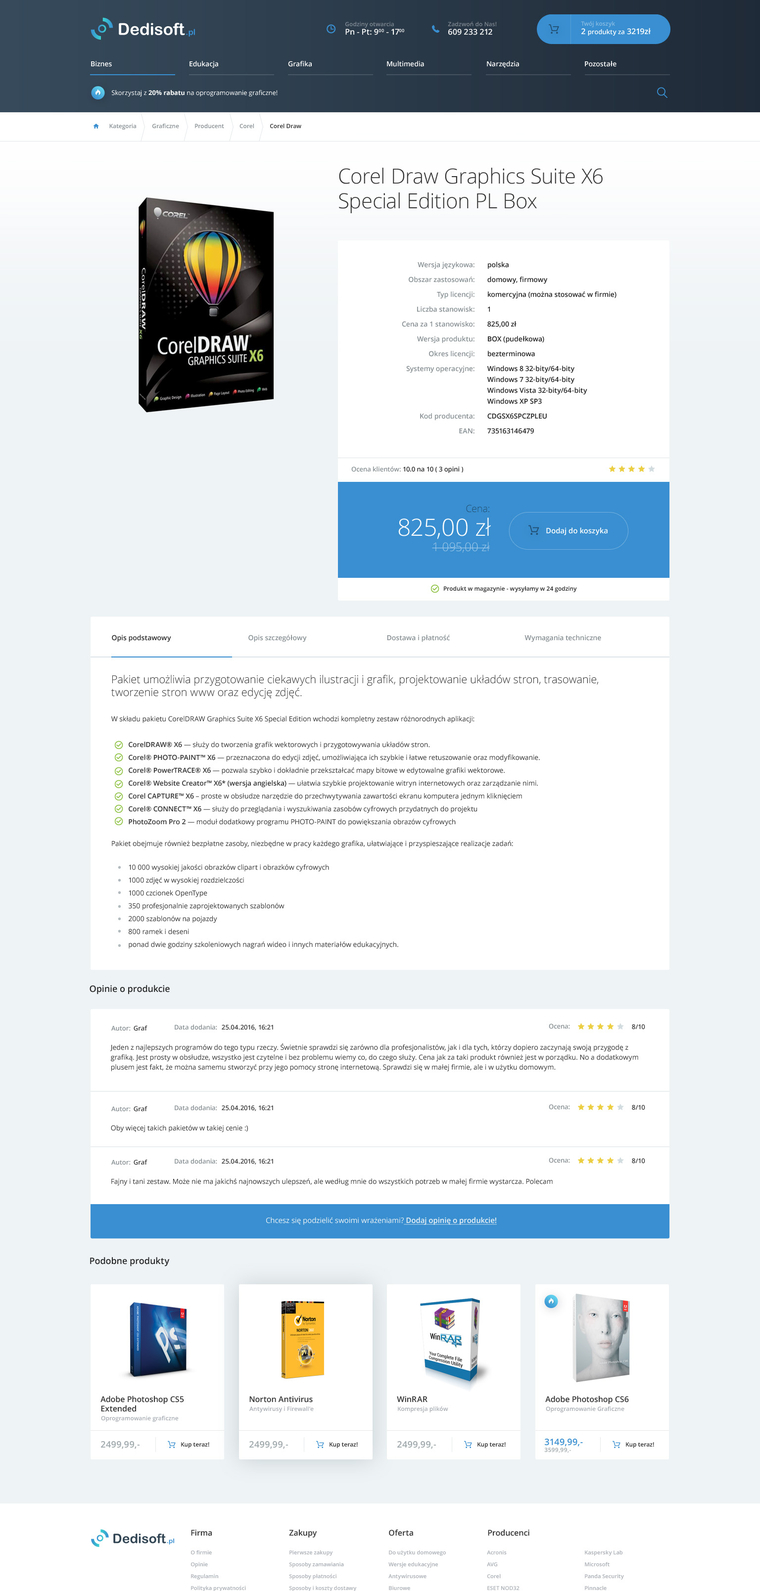 Dedisoft.pl
Godziny otwarcia
Pn - Pt: 9⁰⁰ - 17⁰⁰
Zadzwoń do Nas!
609 233 212
Twój koszyk
2 produkty za 3219zł
Biznes
Edukacja
Grafika
Multimedia
Narzędzia
Pozostałe
Skorzystaj z 20% rabatu na oprogramowanie graficzne!
Kategoria
Graficzne
Producent
Corel
Corel Draw
Corel Draw Graphics Suite X6
Special Edition PL Box
COREL
CorelDRAW
GRAPHICS SUITE X6
Wersja językowa: polska
Obszar zastosowań: domowy, firmowy
Typ licencji: komercyjna (można stosować w firmie)
Liczba stanowisk: 1
Cena za 1 stanowisko: 825,00 zł
Wersja produktu: BOX (pudełkowa)
Okres licencji: bezterminowa
Systemy operacyjne: Windows 8 32-bity/64-bity
Windows 7 32-bity/64-bity
Windows Vista 32-bity/64-bity
Windows XP SP3
Kod producenta: CDGSX6SPCZPLEU
EAN: 735163146479
Ocena klientów: 10.0 na 10 ( 3 opini )
Cena:
825,00 zł
1 095,00 zł
Dodaj do koszyka
Produkt w magazynie - wysyłamy w 24 godziny
Opis podstawowy
Opis szczegółowy
Dostawa i płatność
Wymagania techniczne
Pakiet umożliwia przygotowanie ciekawych ilustracji i grafik, projektowanie układów stron, trasowanie,
tworzenie stron www oraz edycję zdjęć.
W składu pakietu CorelDRAW Graphics Suite X6 Special Edition wchodzi kompletny zestaw różnorodnych aplikacji:
CorelDRAW® X6 — służy do tworzenia grafik wektorowych i przygotowywania układów stron.
Corel® PHOTO-PAINT™ X6 — przeznaczona do edycji zdjęć, umożliwiająca ich szybkie i łatwe retuszowanie oraz modyfikowanie.
Corel® PowerTRACE® X6 — pozwala szybko i dokładnie przekształcać mapy bitowe w edytowalne grafiki wektorowe.
Corel® Website Creator™ X6* (wersja angielska) — ułatwia szybkie projektowanie witryn internetowych oraz zarządzanie nimi.
Corel CAPTURE™ X6 – proste w obsłudze narzędzie do przechwytywania zawartości ekranu komputera jednym kliknięciem
Corel® CONNECT™ X6 — służy do przeglądania i wyszukiwania zasobów cyfrowych przydatnych do projektu
PhotoZoom Pro 2 — moduł dodatkowy programu PHOTO-PAINT do powiększania obrazów cyfrowych
Pakiet obejmuje również bezpłatne zasoby, niezbędne w pracy każdego grafika, ułatwiające i przyspieszające realizacje zadań:
10 000 wysokiej jakości obrazków clipart i obrazków cyfrowych
1000 zdjęć w wysokiej rozdzielczości
1000 czcionek OpenType
350 profesjonalnie zaprojektowanych szablonów
2000 szablonów na pojazdy
800 ramek i deseni
ponad dwie godziny szkoleniowych nagrań wideo i innych materiałów edukacyjnych.
Opinie o produkcie
Autor: Graf Data dodania: 25.04.2016, 16:21 Ocena: 8/10
Jeden z najlepszych programów do tego typu rzeczy. Świetnie sprawdzi się zarówno dla profesjonalistów, jak i dla tych, którzy dopiero zaczynają swoją przygodę z
grafiką. Jest prosty w obsłudze, wszystko jest czytelne i bez problemu wiemy co, do czego służy. Cena jak za taki produkt również jest w porządku. No a dodatkowym
plusem jest fakt, że można samemu stworzyć przy jego pomocy stronę internetową. Sprawdzi się w małej firmie, ale i w użytku domowym.
Autor: Graf Data dodania: 25.04.2016, 16:21 Ocena: 8/10
Oby więcej takich pakietów w takiej cenie :)
Autor: Graf Data dodania: 25.04.2016, 16:21 Ocena: 8/10
Fajny i tani zestaw. Może nie ma jakichś najnowszych ulepszeń, ale według mnie do wszystkich potrzeb w małej firmie wystarcza. Polecam
Chcesz się podzielić swoimi wrażeniami? Dodaj opinię o produkcie!
Podobne produkty
Ps
Norton
WinRAR
Adobe Photoshop CS5
Extended
Oprogramowanie graficzne
2499,99,-
Kup teraz!
Norton Antivirus
Antywirusy i Firewall'e
2499,99,-
Kup teraz!
WinRAR
Kompresja plików
2499,99,-
Kup teraz!
Adobe Photoshop CS6
Oprogramowanie Graficzne
3149,99,-
3599,99,-
Kup teraz!
Dedisoft.pl
Firma
O firmie
Opinie
Regulamin
Polityka prywatności
Zakupy
Pierwsze zakupy
Sposoby zamawiania
Sposoby płatności
Sposoby i koszty dostawy
Oferta
Do użytku domowego
Wersje edukacyjne
Antywirusowe
Biurowe
Producenci
Acronis
AVG
Corel
ESET NOD32
Kaspersky Lab
Microsoft
Panda Security
Pinnacle